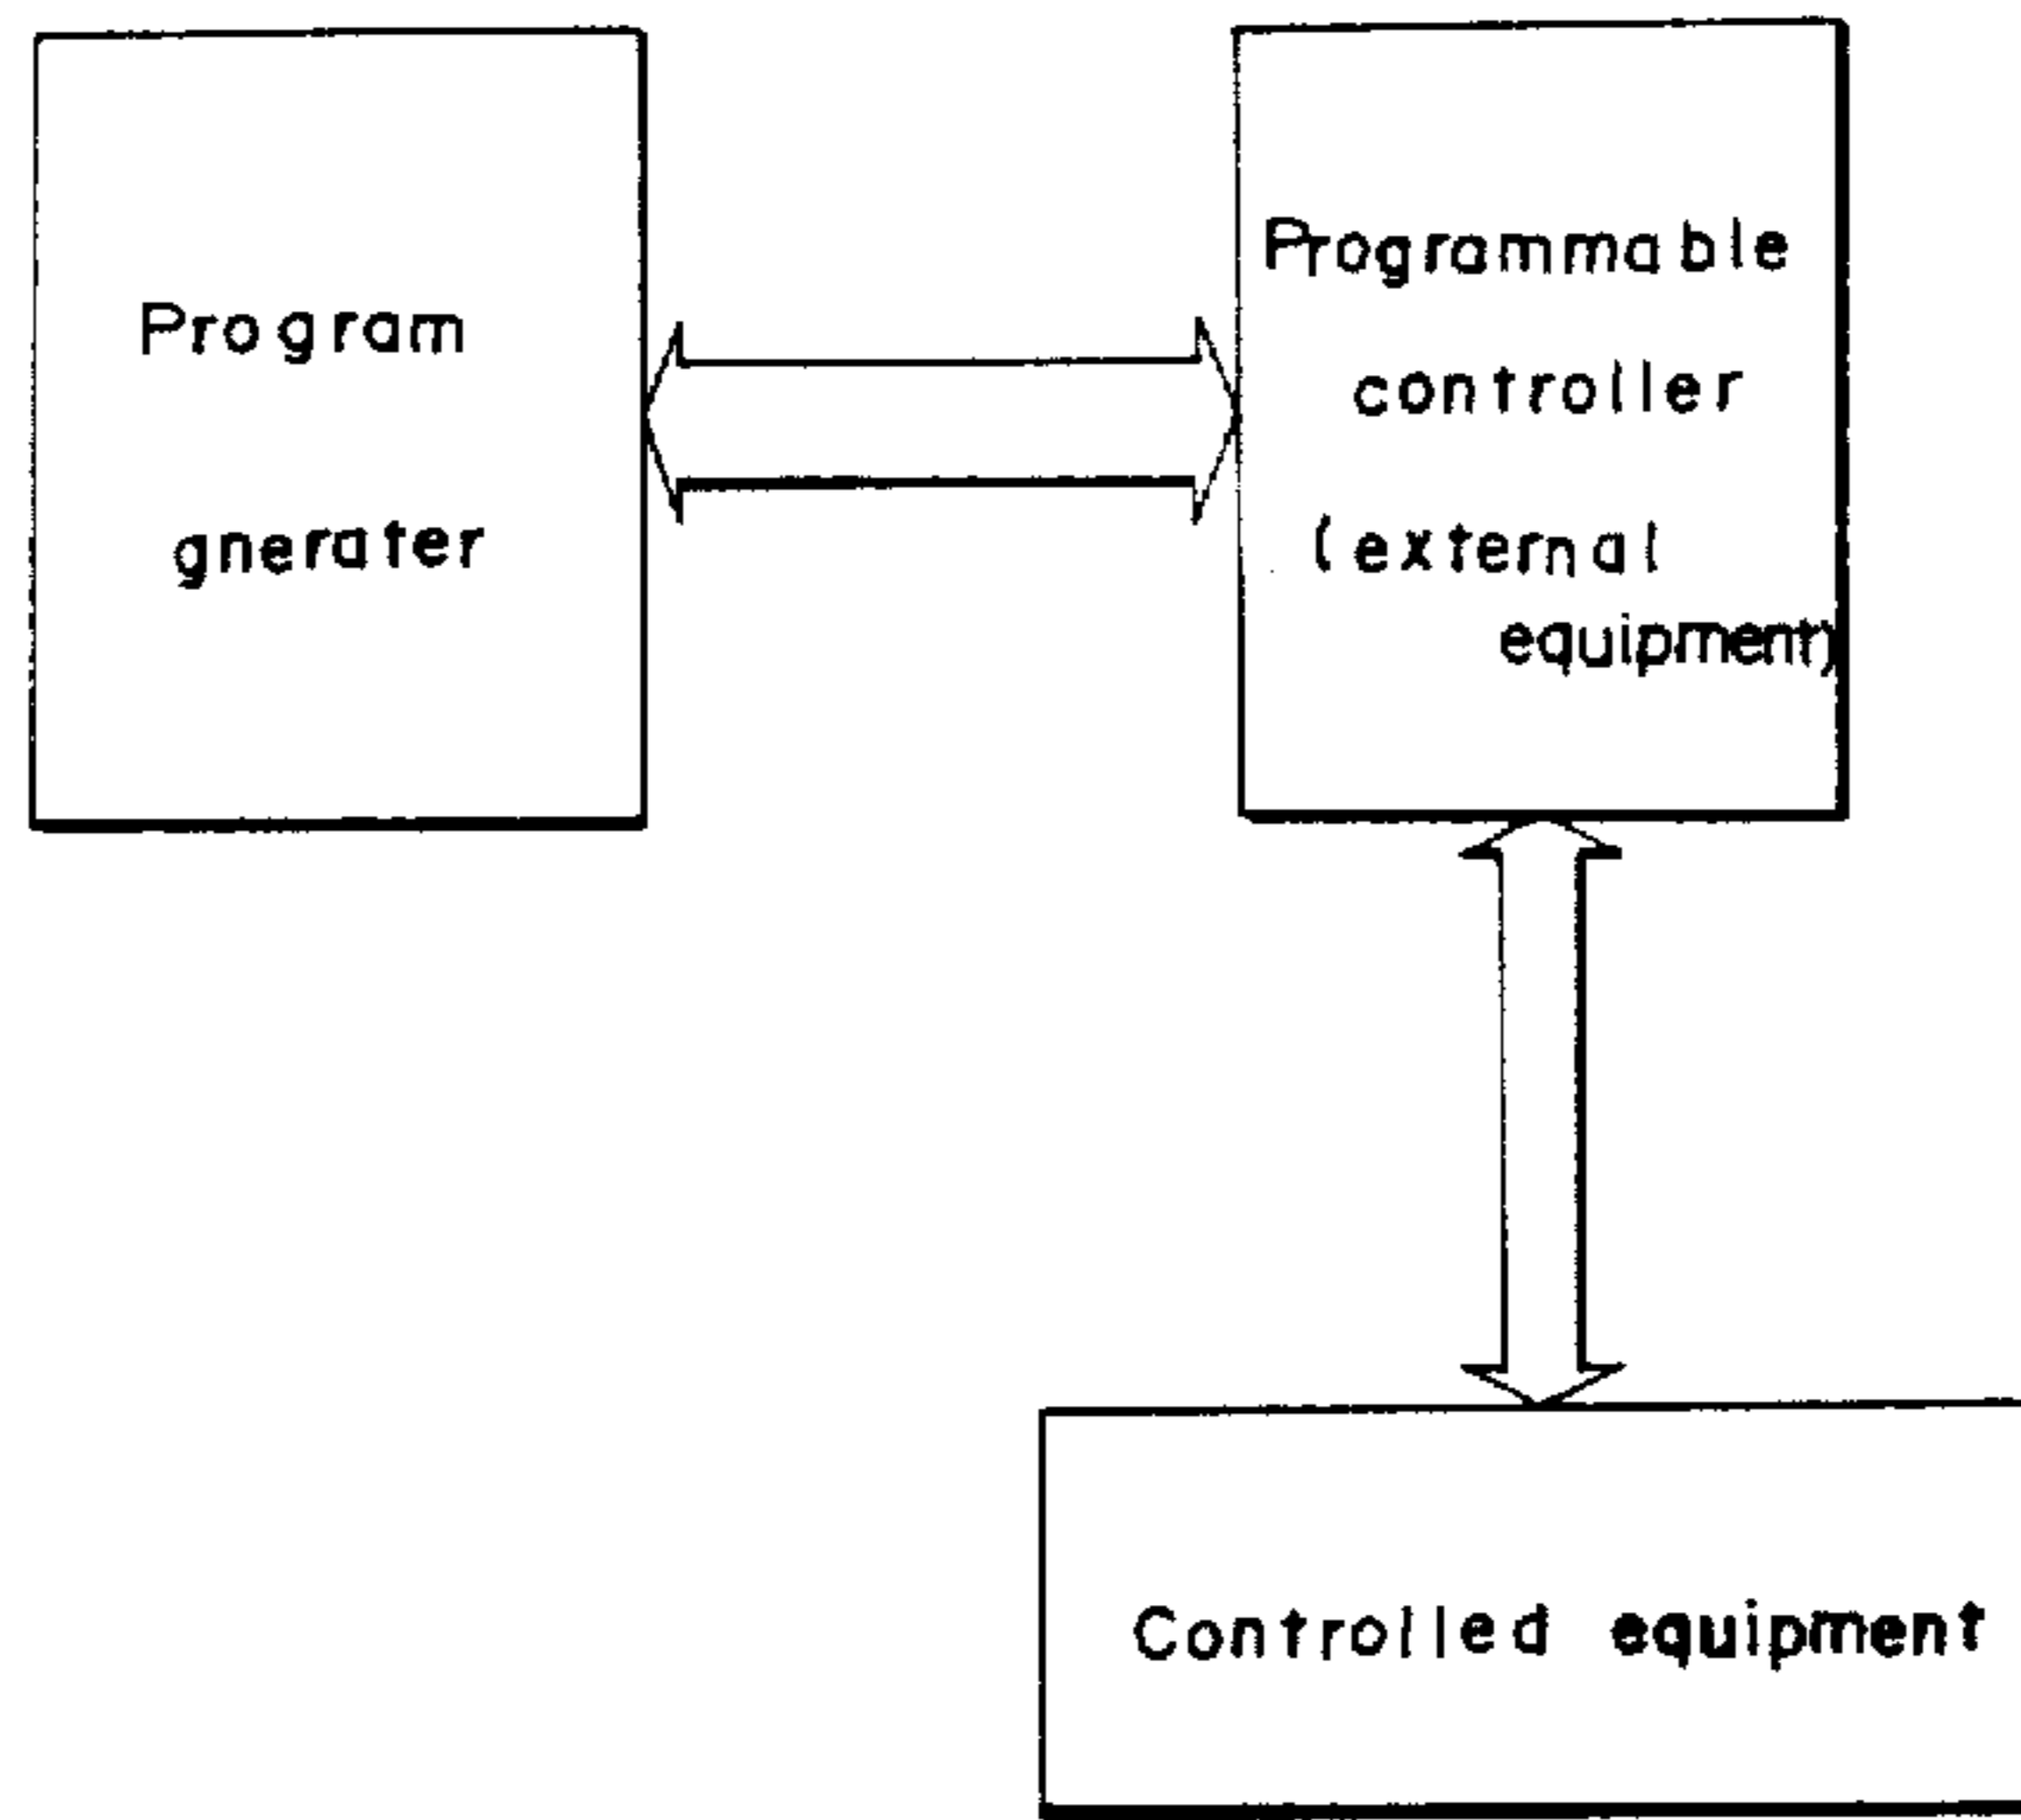 Program
gnerater
Programmable
controller
(external
equipment)
Controlled equipment